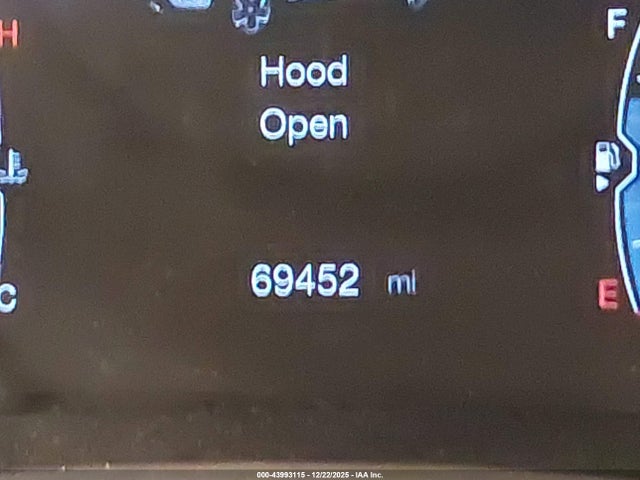 H
F
Hood
Open
69452 mi
C
E
000-43993115 - 12/22/2025 - IAA Inc.